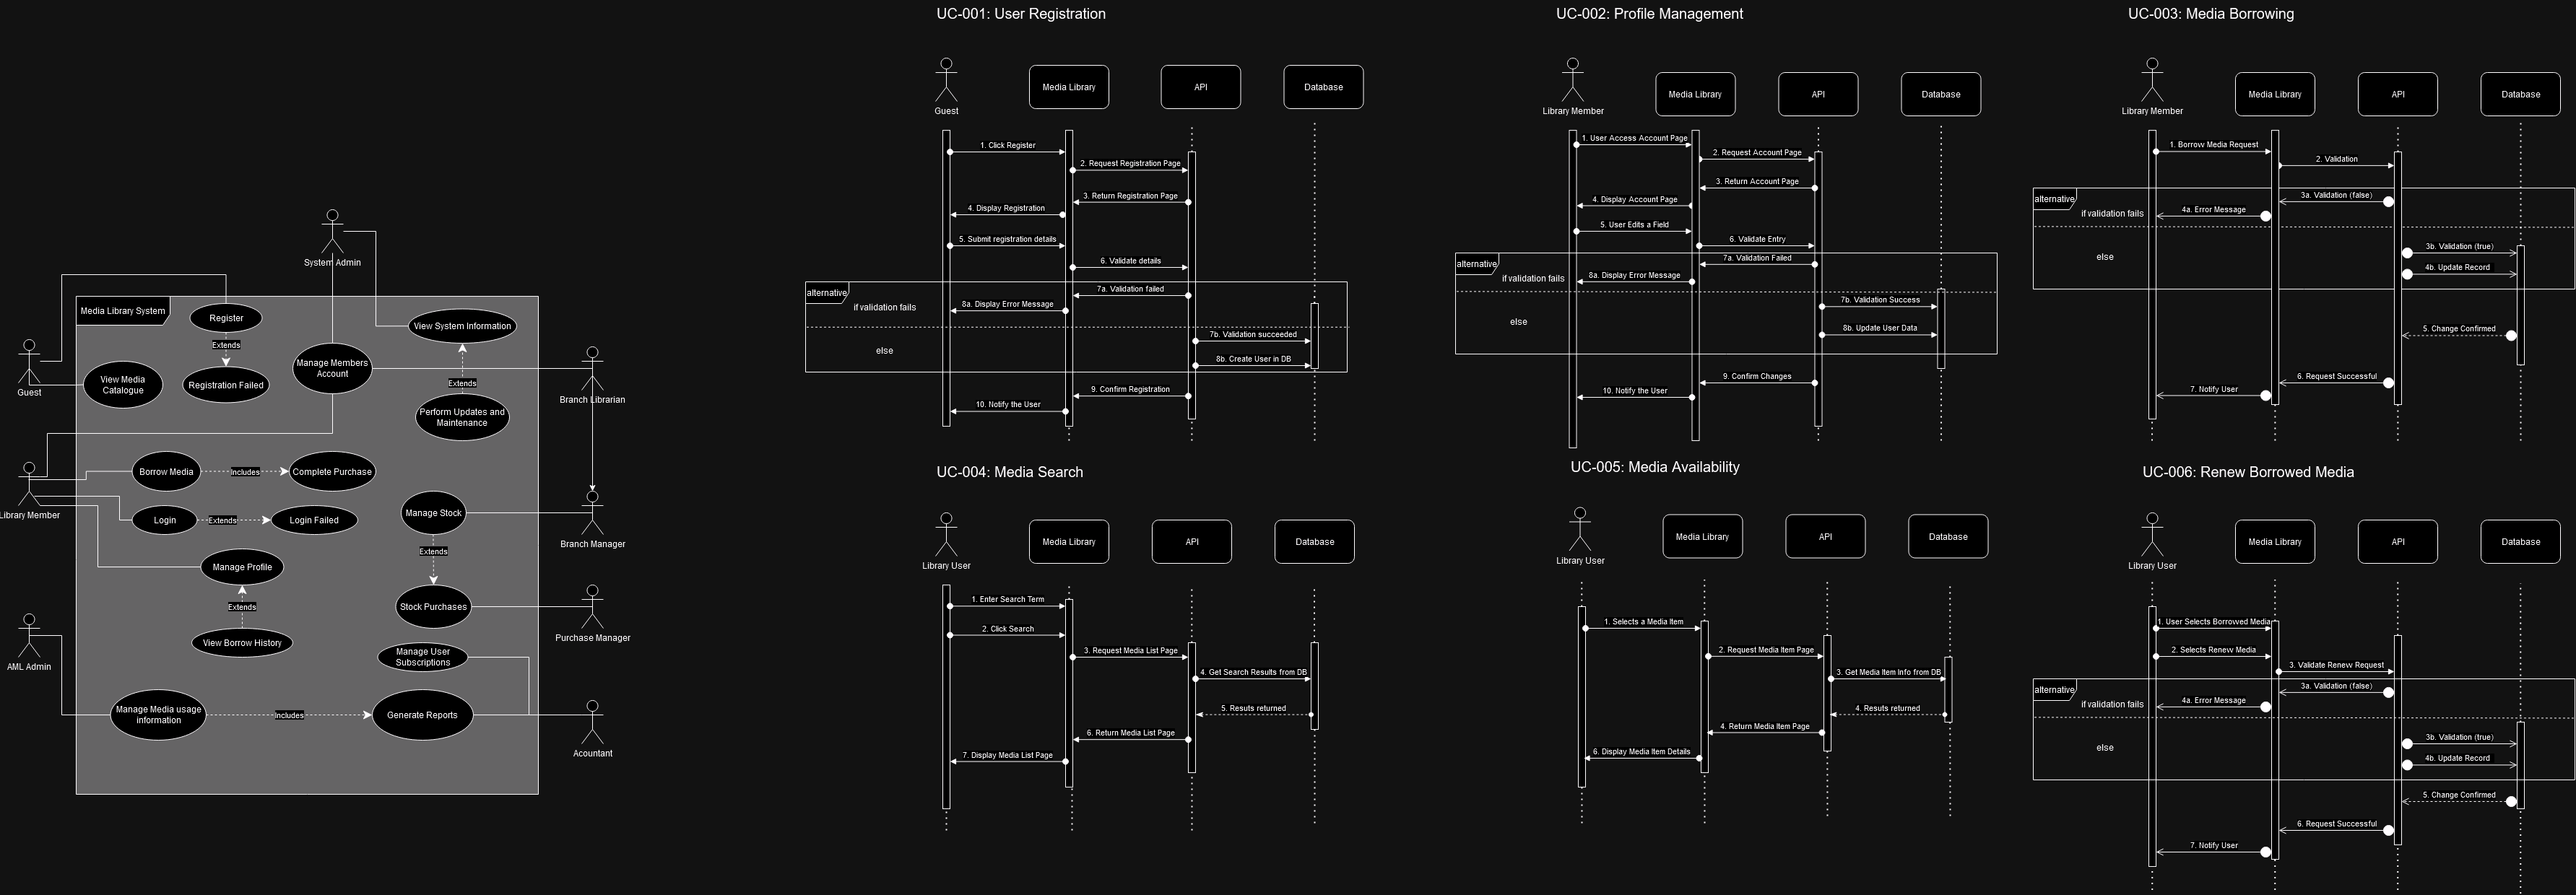 System Admin
Media Library System
Register
Extends
Registration Failed
View Media
Catalogue
Guest
Manage Members
Account
View System Information
Extends
Perform Updates and
Maintenance
Branch Librarian
Borrow Media
Includes
Complete Purchase
Library Member
Login
Extends
Login Failed
Manage Stock
Branch Manager
Extends
Manage Profile
Extends
View Borrow History
Stock Purchases
Purchase Manager
AML Admin
Manage User
Subscriptions
Manage Media usage
information
Includes
Generate Reports
Acountant
UC-001: User Registration
Guest
Media Library
API
Database
1. Click Register
2. Request Registration Page
3. Return Registration Page
4. Display Registration
5. Submit registration details
6. Validate details
alternative
7a. Validation failed
if validation fails
8a. Display Error Message
7b. Validation succeeded
else
8b. Create User in DB
9. Confirm Registration
10. Notify the User
UC-002: Profile Management
Library Member
Media Library
API
Database
1. User Access Account Page
2. Request Account Page
3. Return Account Page
4. Display Account Page
5. User Edits a Field
6. Validate Entry
alternative
7a. Validation Failed
if validation fails
8a. Display Error Message
7b. Validation Success
else
8b. Update User Data
9. Confirm Changes
10. Notify the User
UC-003: Media Borrowing
Library Member
Media Library
API
Database
1. Borrow Media Request
2. Validation
alternative
3a. Validation (false)
if validation fails
4a. Error Message
3b. Validation (true)
else
4b. Update Record
5. Change Confirmed
6. Request Successful
7. Notify User
UC-004: Media Search
Library User
Media Library
API
Database
1. Enter Search Term
2. Click Search
3. Request Media List Page
4. Get Search Results from DB
5. Resuts returned
6. Return Media List Page
7. Display Media List Page
UC-005: Media Availability
Library User
Media Library
API
Database
1. Selects a Media Item
2. Request Media Item Page
3. Get Media Item Info from DB
4. Resuts returned
4. Return Media Item Page
6. Display Media Item Details
UC-006: Renew Borrowed Media
Library User
Media Library
API
Database
1. User Selects Borrowed Media
2. Selects Renew Media
3. Validate Renew Request
alternative
3a. Validation (false)
if validation fails
4a. Error Message
3b. Validation (true)
else
4b. Update Record
5. Change Confirmed
6. Request Successful
7. Notify User